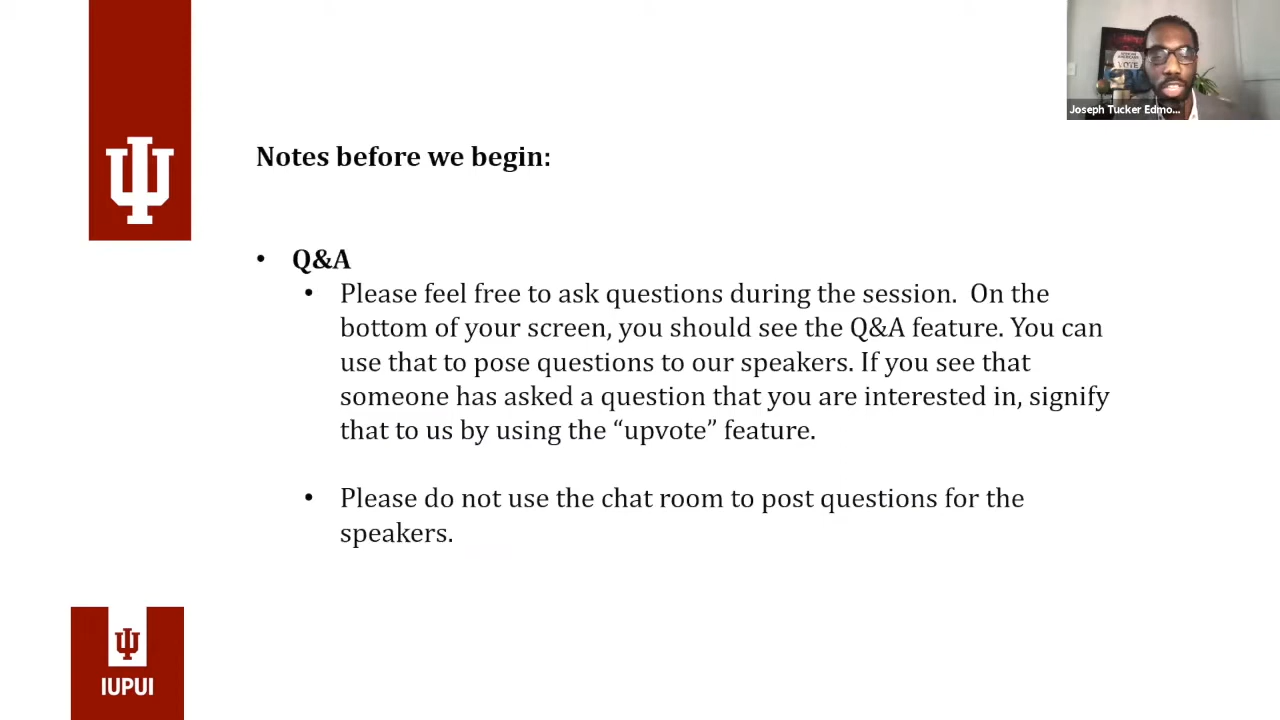 Joseph Tucker Edmo...
VOTE
Notes before we begin:
• Q&A
• Please feel free to ask questions during the session.  On the
bottom of your screen, you should see the Q&A feature. You can
use that to pose questions to our speakers. If you see that
someone has asked a question that you are interested in, signify
that to us by using the “upvote” feature.
• Please do not use the chat room to post questions for the
speakers.
IUPUI